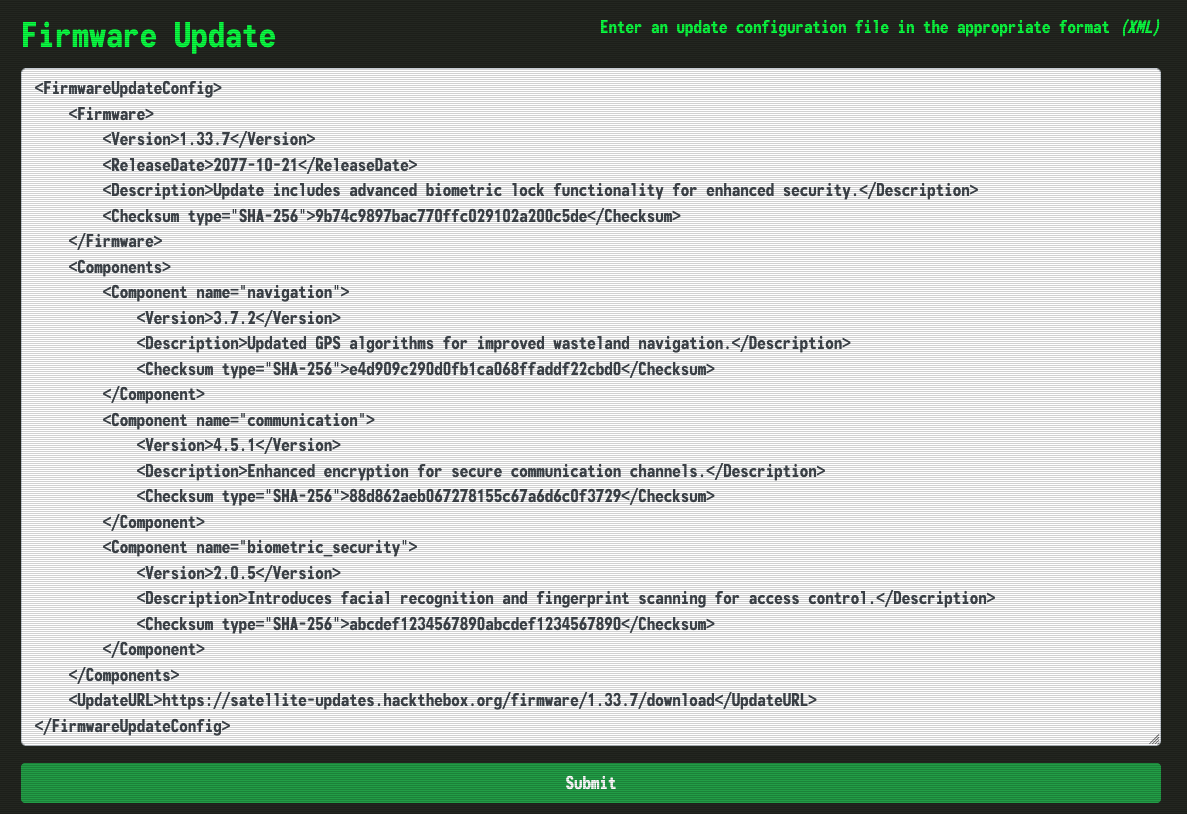 Firmware Update
Enter an update configuration file in the appropriate format (XML)
<FirmwareUpdateConfig>
    <Firmware>
        <Version>1.33.7</Version>
        <ReleaseDate>2077-10-21</ReleaseDate>
        <Description>Update includes advanced biometric lock functionality for enhanced security.</Description>
        <Checksum type="SHA-256">9b74c9897bac770ffc029102a200c5de</Checksum>
    </Firmware>
    <Components>
        <Component name="navigation">
            <Version>3.7.2</Version>
            <Description>Updated GPS algorithms for improved wasteland navigation.</Description>
            <Checksum type="SHA-256">e4d909c290d0fb1ca068ffaddf22cbd0</Checksum>
        </Component>
        <Component name="communication">
            <Version>4.5.1</Version>
            <Description>Enhanced encryption for secure communication channels.</Description>
            <Checksum type="SHA-256">88d862aeb067278155c67a6d6c0f3729</Checksum>
        </Component>
        <Component name="biometric_security">
            <Version>2.0.5</Version>
            <Description>Introduces facial recognition and fingerprint scanning for access control.</Description>
            <Checksum type="SHA-256">abcdef1234567890abcdef1234567890</Checksum>
        </Component>
    </Components>
    <UpdateURL>https://satellite-updates.hackthebox.org/firmware/1.33.7/download</UpdateURL>
</FirmwareUpdateConfig>
Submit